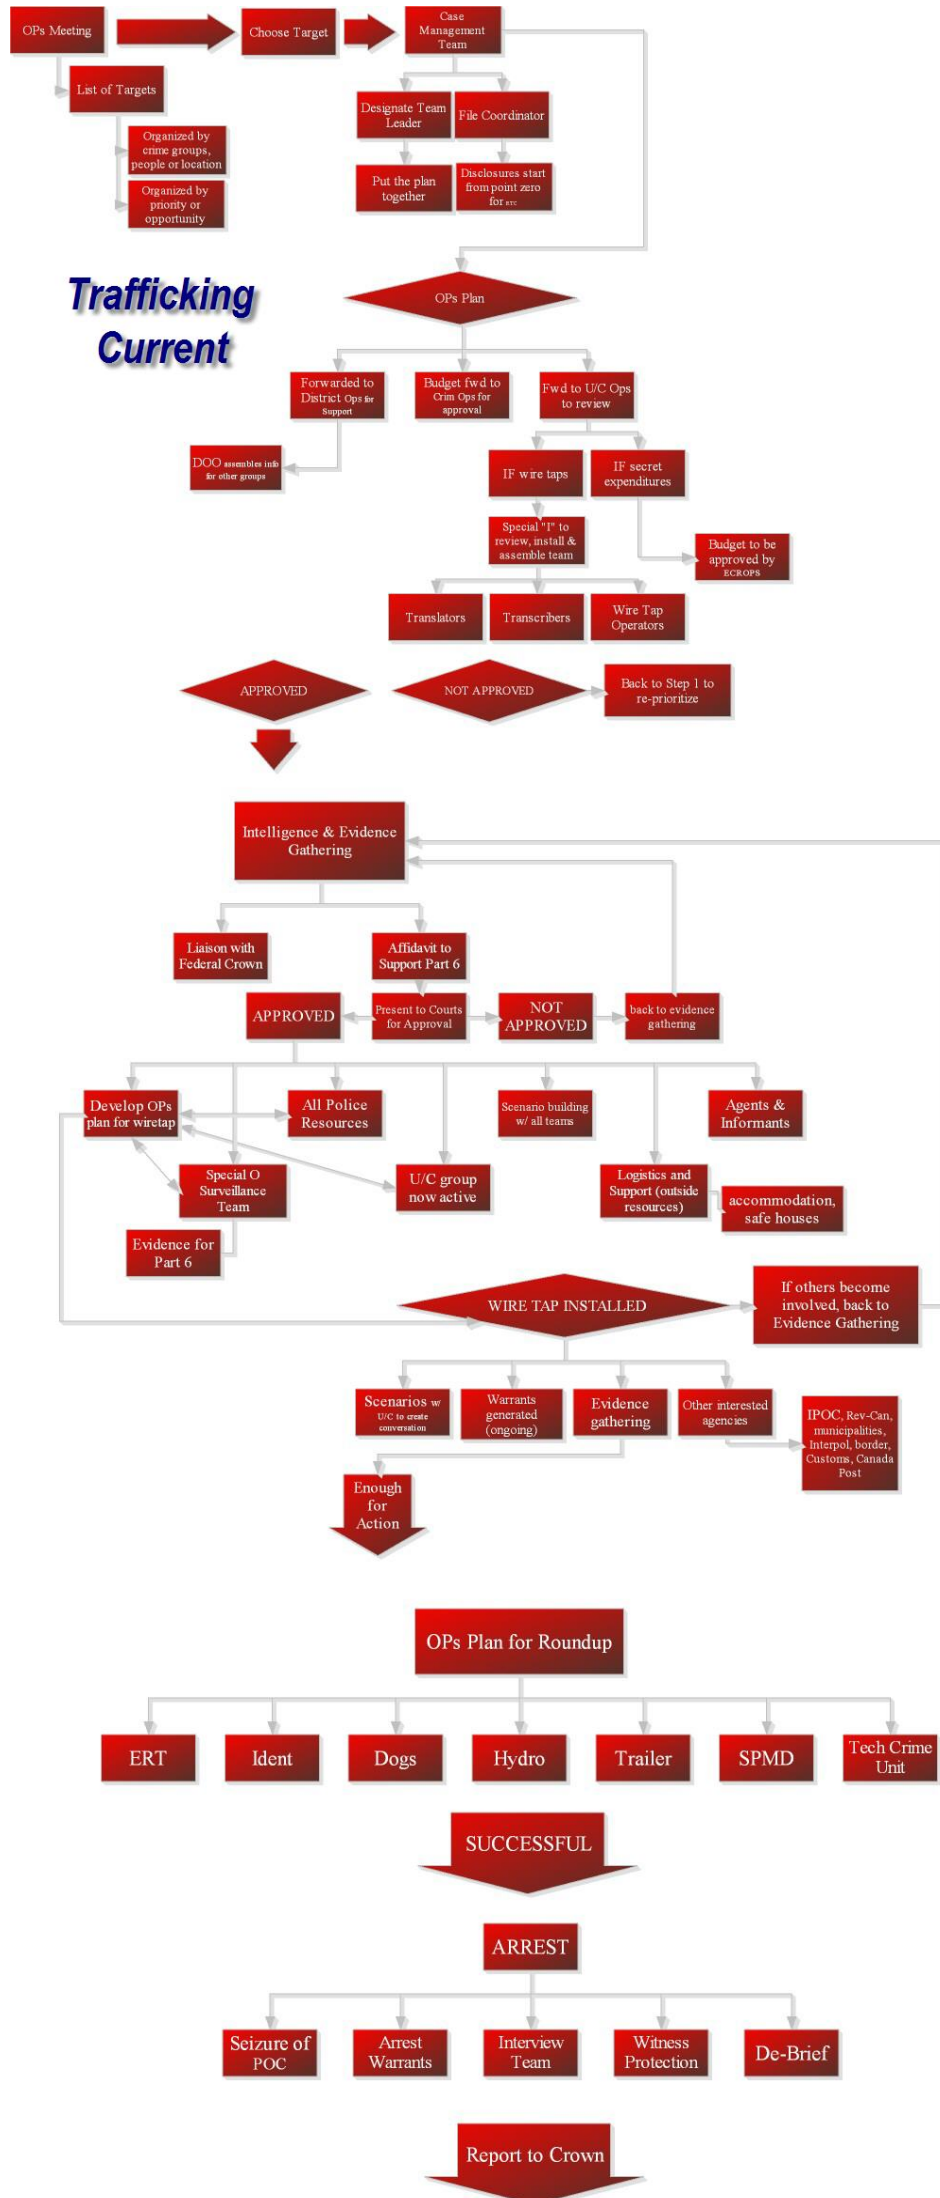 OPs Meeting
Choose Target
Case
Management
Team
List of Targets
Organized by
crime groups,
people or location
Organized by
priority or
opportunity
Designate Team
Leader
File Coordinator
Put the plan
together
Disclosures start
from point zero
for RTC
Trafficking
Current
OPs Plan
Forwarded to
District Ops for
Support
Budget fwd to
Crim Ops for
approval
Fwd to U/C Ops
to review
DOO assembles info
for other groups
IF wire taps
IF secret
expenditures
Special "I" to
review, install &
assemble team
Budget to be
approved by
ECROPS
Translators
Transcribers
Wire Tap
Operators
APPROVED
NOT APPROVED
Back to Step 1 to
re-prioritize
Intelligence & Evidence
Gathering
Liaison with
Federal Crown
Affidavit to
Support Part 6
APPROVED
Present to Courts
for Approval
NOT
APPROVED
back to evidence
gathering
Develop OPs
plan for wiretap
All Police
Resources
Scenario building
w/ all teams
Agents &
Informants
Special O
Surveillance
Team
U/C group
now active
Logistics and
Support (outside
resources)
accommodation,
safe houses
Evidence for
Part 6
WIRE TAP INSTALLED
If others become
involved, back to
Evidence Gathering
Scenarios w/
U/C to create
conversation
Warrants
generated
(ongoing)
Evidence
gathering
Other interested
agencies
IPOC, Rev-Can,
municipalities,
Interpol, border,
Customs, Canada
Post
Enough
for
Action
OPs Plan for Roundup
ERT
Ident
Dogs
Hydro
Trailer
SPMD
Tech Crime
Unit
SUCCESSFUL
ARREST
Seizure of
POC
Arrest
Warrants
Interview
Team
Witness
Protection
De-Brief
Report to Crown